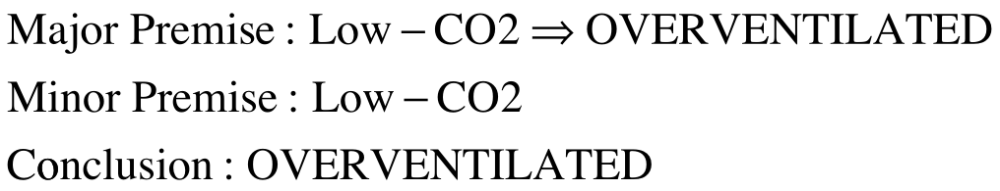 Major Premise : Low – CO2 ⟹ OVERVENTILATED
Minor Premise : Low – CO2
Conclusion : OVERVENTILATED